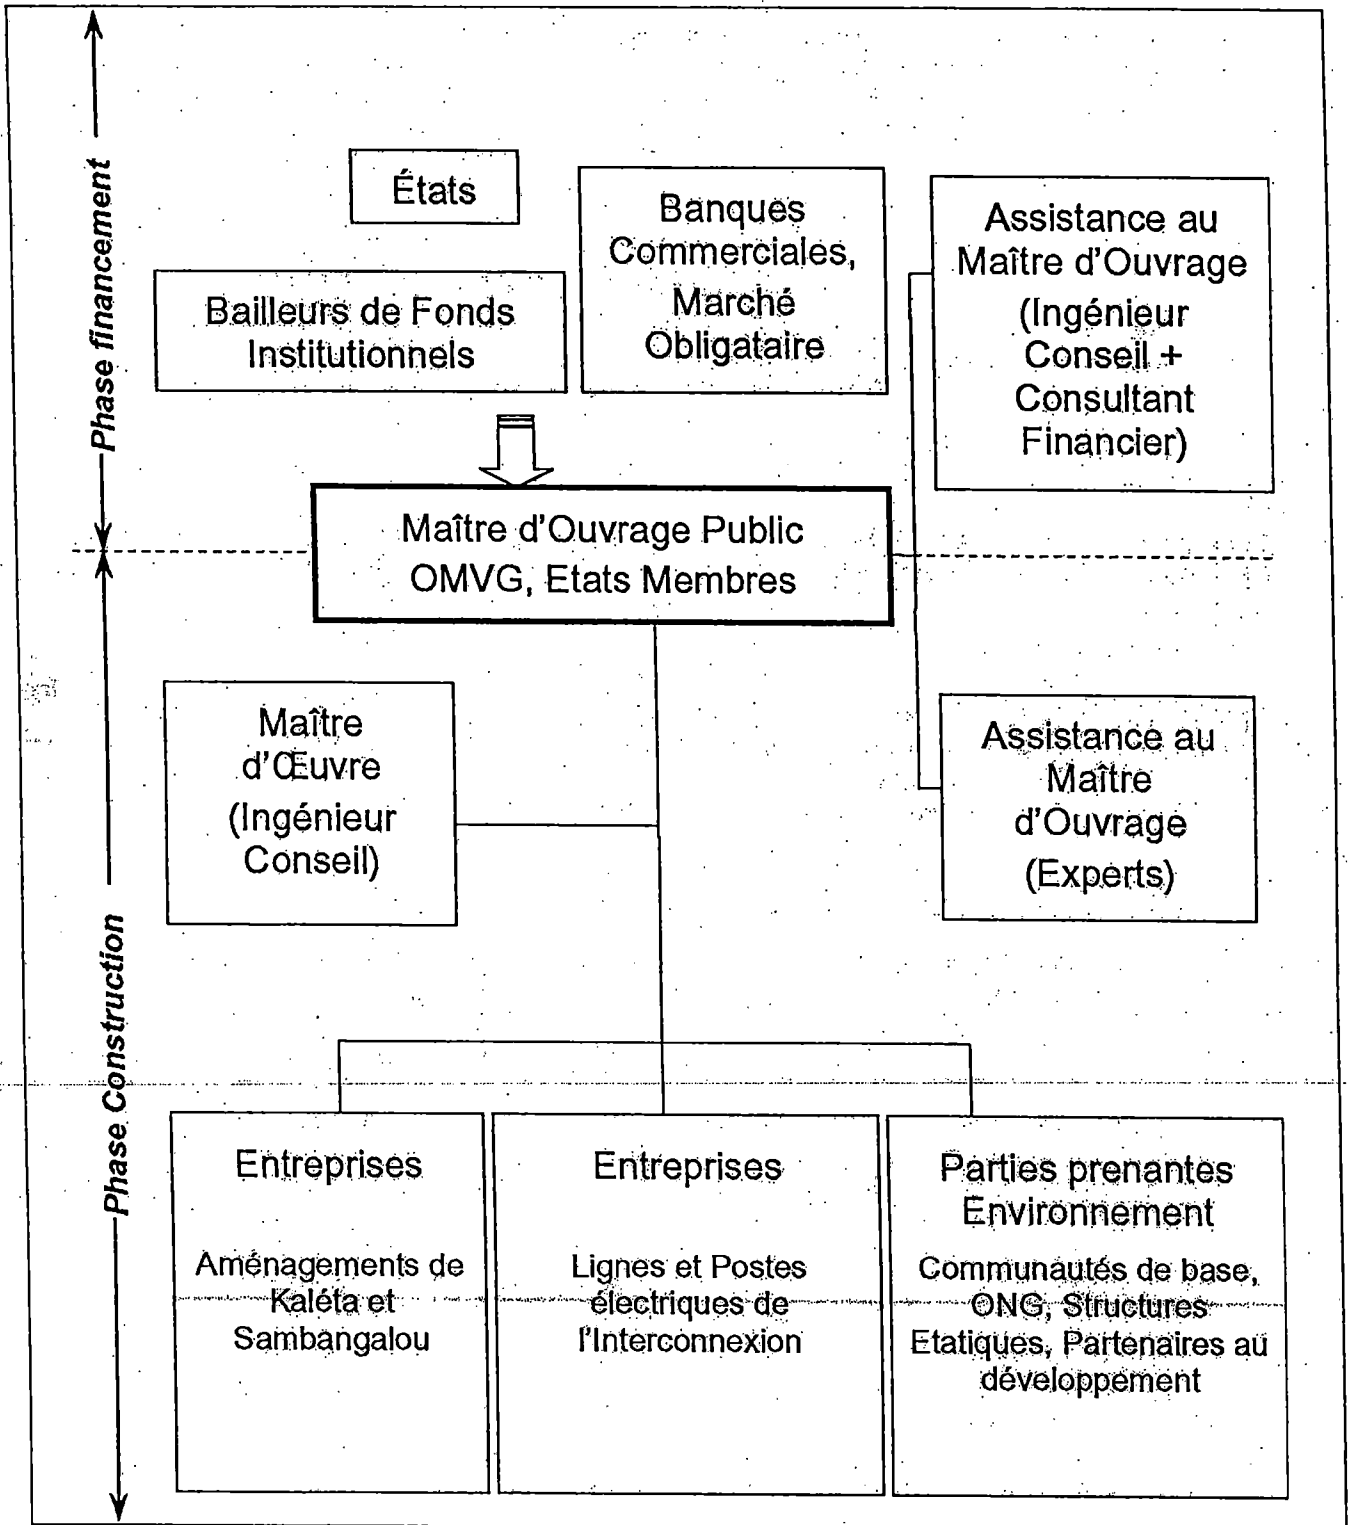 Phase financement
États
Banques
Commerciales,
Marché
Obligataire
Bailleurs de Fonds
Institutionnels
Assistance au
Maître d'Ouvrage
(Ingénieur
Conseil +
Consultant
Financier)
Maître d'Ouvrage Public
OMVG, Etats Membres
Phase Construction
Maître
d'Œuvre
(Ingénieur
Conseil)
Assistance au
Maître
d'Ouvrage
(Experts)
Entreprises
Aménagements de
Kaléta et
Sambangalou
Entreprises
Lignes et Postes
électriques de
l'Interconnexion
Parties prenantes
Environnement
Communautés de base,
ONG, Structures
Etatiques, Partenaires au
développement